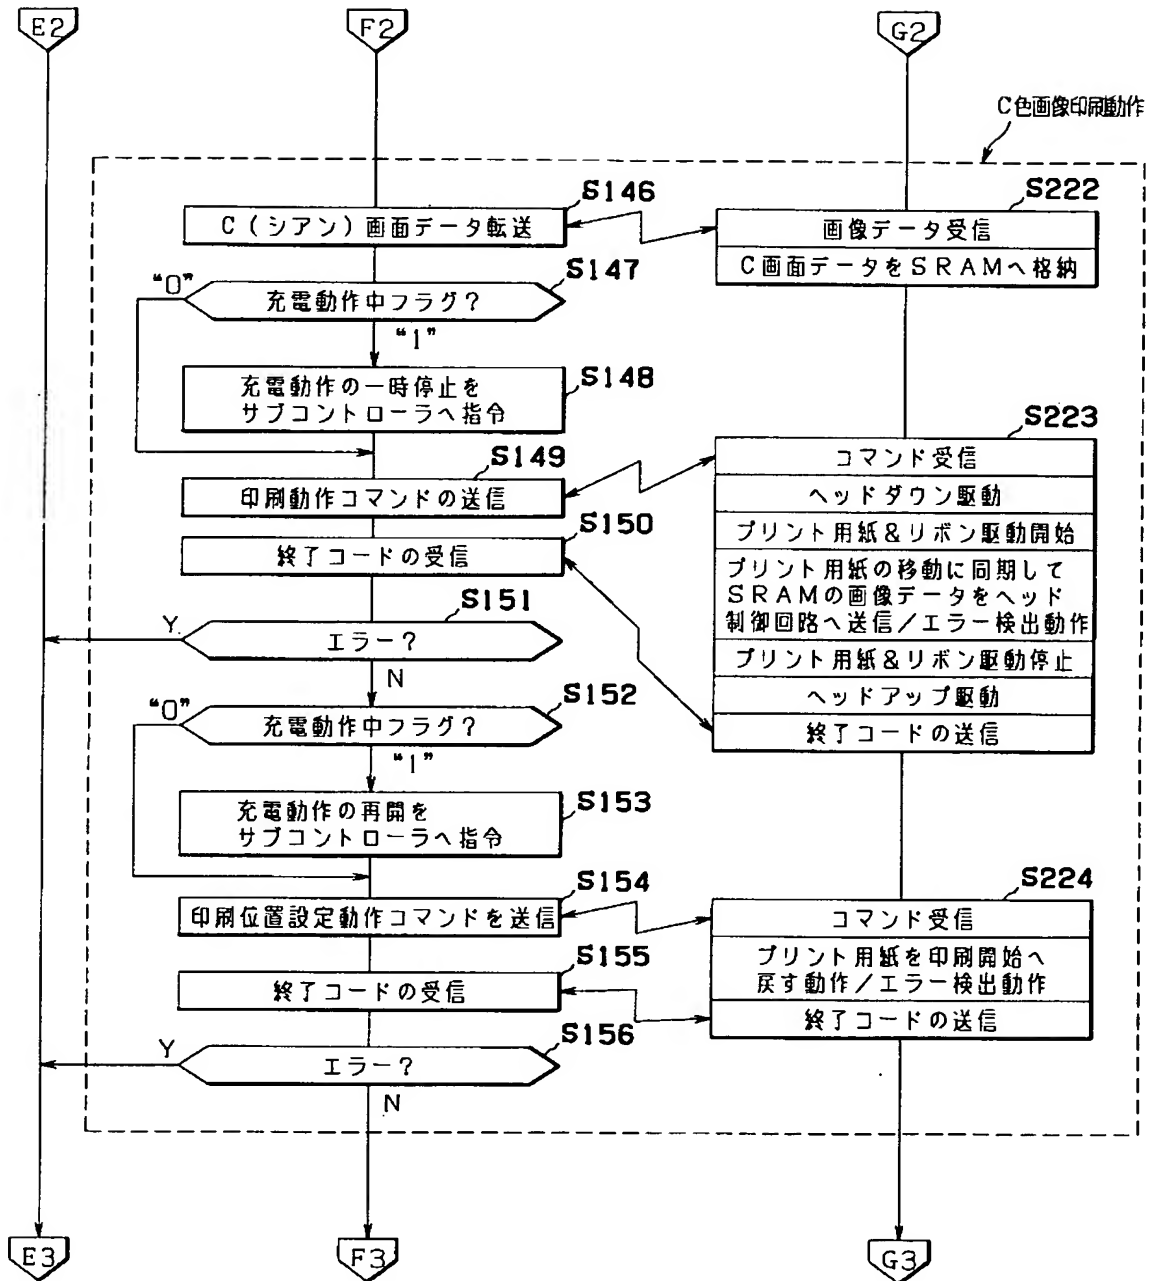 E2
F2
G2
C色画像印刷動作
S146
C(シアン)画面データ転送
S222
画像データ受信
C画面データをSRAMへ格納
S147
"0"
充電動作中フラグ?
"1"
S148
充電動作の一時停止を
サブコントローラへ指令
S149
印刷動作コマンドの送信
S223
コマンド受信
ヘッドダウン駆動
プリント用紙&リボン駆動開始
プリント用紙の移動に同期して
SRAMの画像データをヘッド
制御回路へ送信/エラー検出動作
プリント用紙&リボン駆動停止
ヘッドアップ駆動
終了コードの送信
S150
終了コードの受信
S151
Y
エラー?
N
S152
"0"
充電動作中フラグ?
"1"
S153
充電動作の再開を
サブコントローラへ指令
S154
印刷位置設定動作コマンドを送信
S224
コマンド受信
プリント用紙を印刷開始へ
戻す動作/エラー検出動作
終了コードの送信
S155
終了コードの受信
S156
Y
エラー?
N
E3
F3
G3